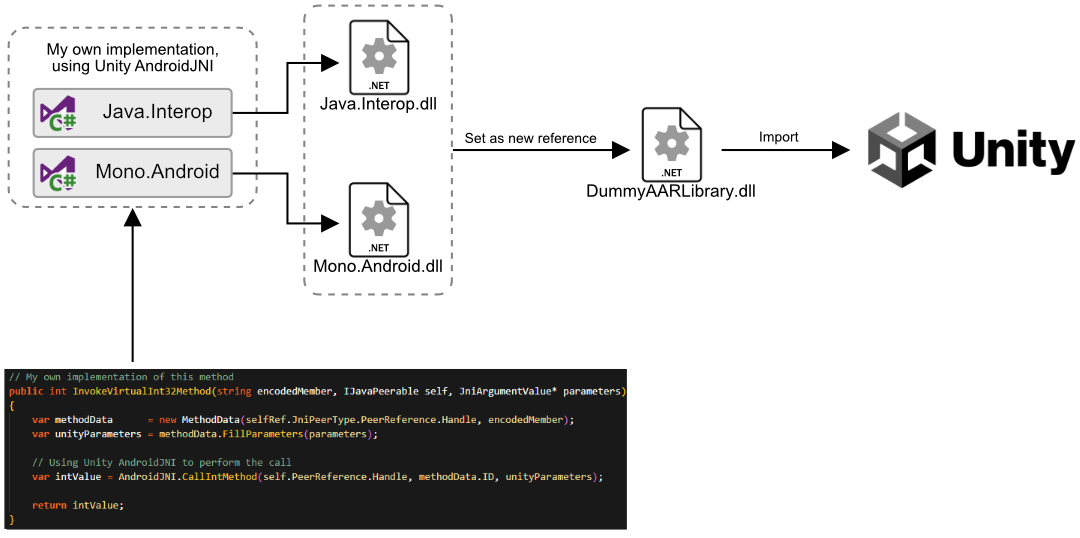 My own implementation,
using Unity AndroidJNI
C#
Java.Interop
C#
Mono.Android
.NET
Java.Interop.dll
.NET
Mono.Android.dll
Set as new reference
.NET
DummyAARLibrary.dll
Import
Unity
// My own implementation of this method
public int InvokeVirtualInt32Method(string encodedMember, IJavaPeerable self, JniArgumentValue* parameters)
{
var methodData = new MethodData(selfRef.JniPeerType.PeerReference.Handle, encodedMember);
var unityParameters = methodData.FillParameters(parameters);
// Using Unity AndroidJNI to perform the call
var intValue = AndroidJNI.CallIntMethod(self.PeerReference.Handle, methodData.ID, unityParameters);
return intValue;
}